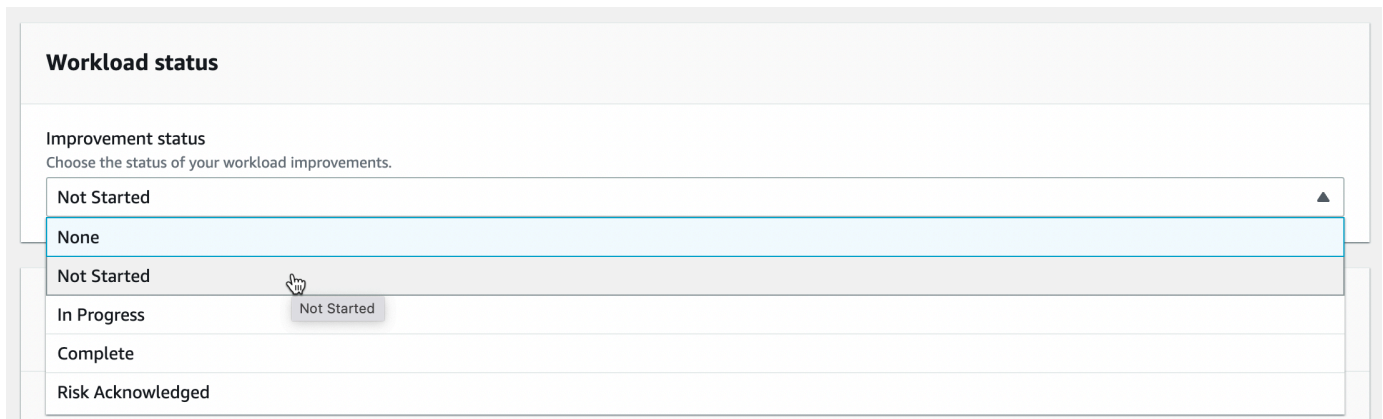 Workload status
Improvement status
Choose the status of your workload improvements.
Not Started
None
Not Started
Not Started
In Progress
Complete
Risk Acknowledged